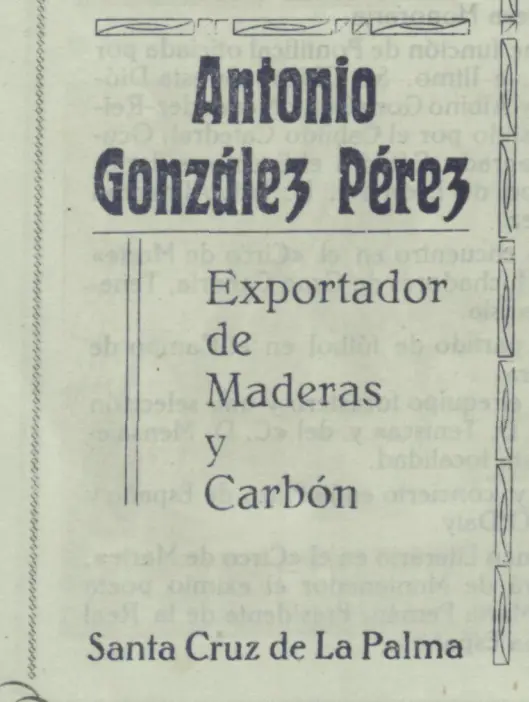 Antonio
González Pérez
Exportador
de
Maderas
y
Carbón
Santa Cruz de La Palma